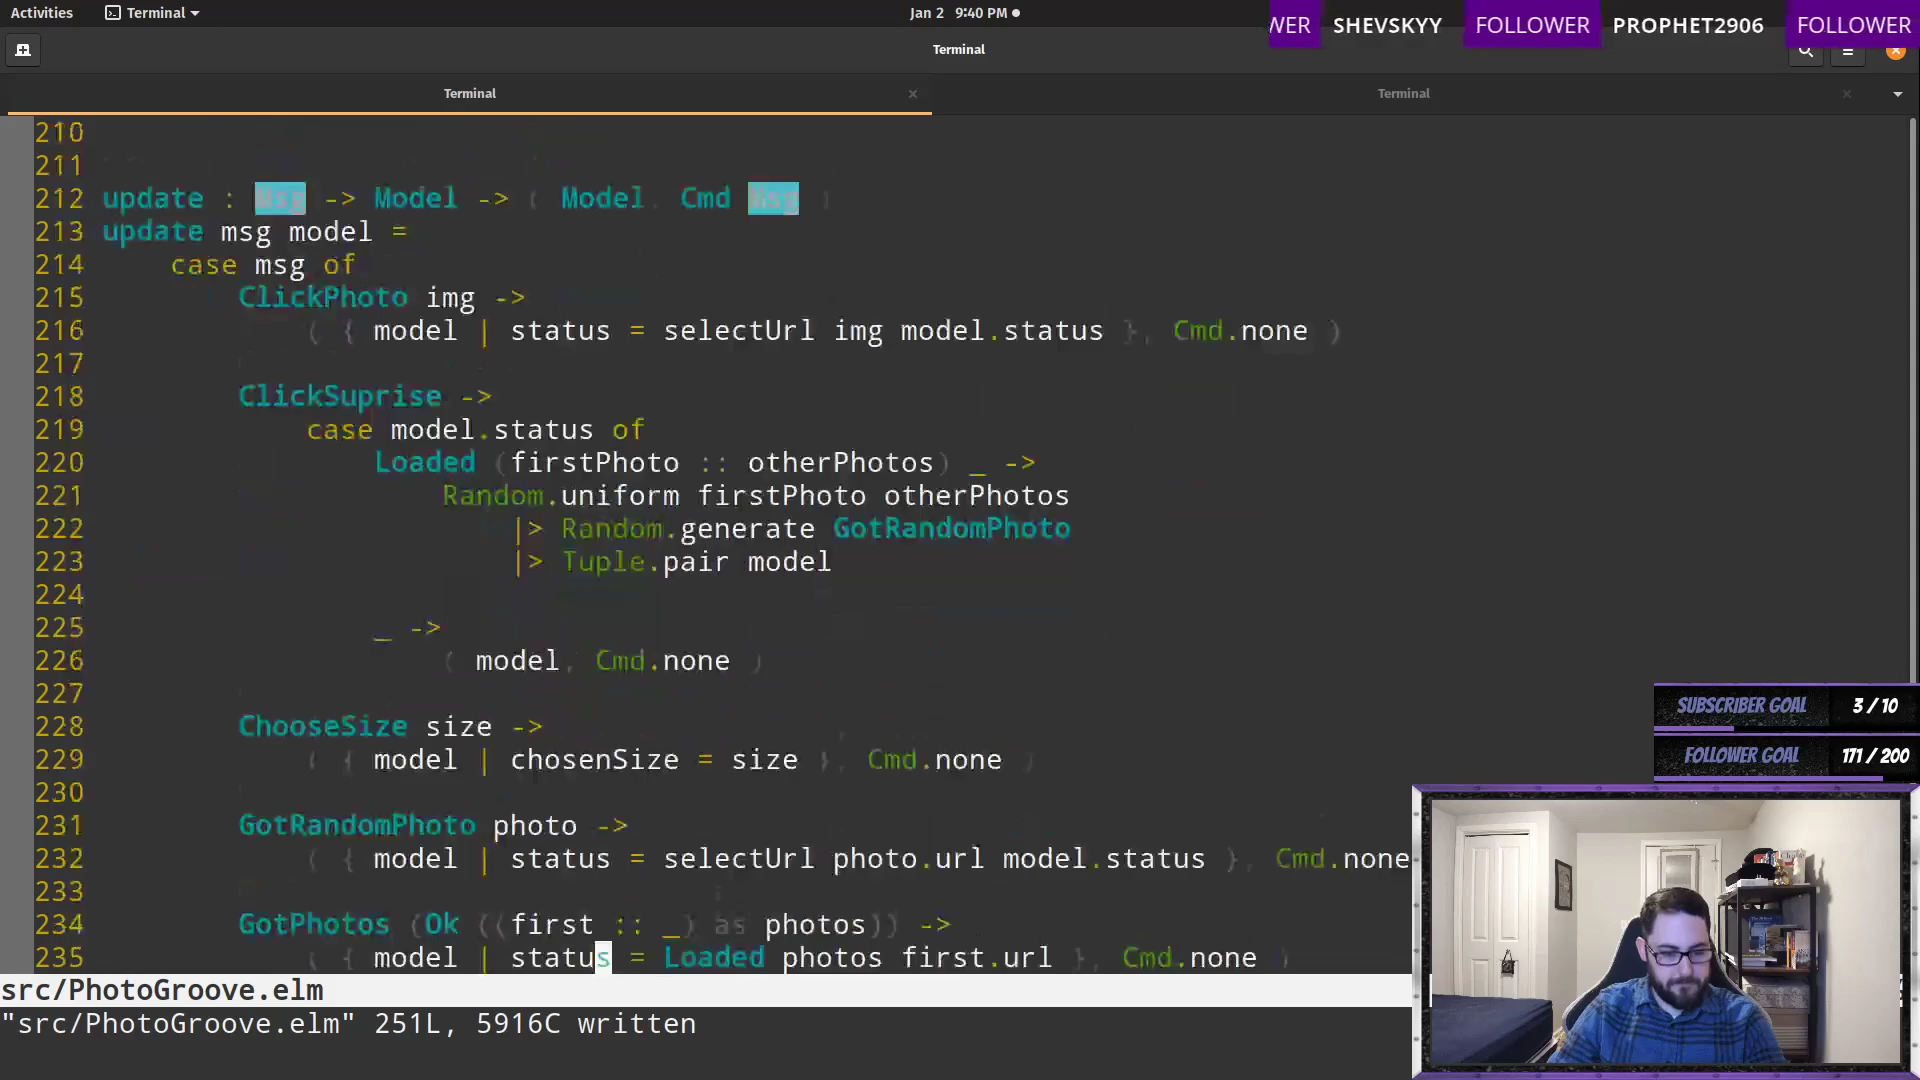 Activities Terminal Jan 2 9:40 PM
WER SHEVSKYY FOLLOWER PROPHET2906 FOLLOWER
Terminal
Terminal × Terminal ×
210
211
212 update : Msg -> Model -> ( Model, Cmd Msg )
213 update msg model =
214 case msg of
215 ClickPhoto img ->
216 ( { model | status = selectUrl img model.status }, Cmd.none )
217
218 ClickSuprise ->
219 case model.status of
220 Loaded (firstPhoto :: otherPhotos) _ ->
221 Random.uniform firstPhoto otherPhotos
222 |> Random.generate GotRandomPhoto
223 |> Tuple.pair model
224
225 _ ->
226 ( model, Cmd.none )
227
228 ChooseSize size ->
229 ( { model | chosenSize = size }, Cmd.none )
230
231 GotRandomPhoto photo ->
232 ( { model | status = selectUrl photo.url model.status }, Cmd.none
233
234 GotPhotos (Ok ((first :: _) as photos)) ->
235 ( { model | status = Loaded photos first.url }, Cmd.none )
src/PhotoGroove.elm
"src/PhotoGroove.elm" 251L, 5916C written
SUBSCRIBER GOAL 3 / 10
FOLLOWER GOAL 171 / 200